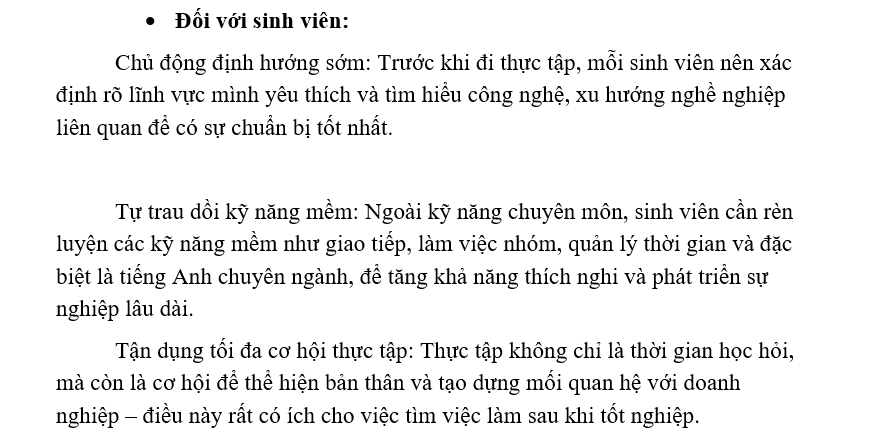 • Đối với sinh viên:
Chủ động định hướng sớm: Trước khi đi thực tập, mỗi sinh viên nên xác
định rõ lĩnh vực mình yêu thích và tìm hiểu công nghệ, xu hướng nghề nghiệp
liên quan để có sự chuẩn bị tốt nhất.
Tự trau dồi kỹ năng mềm: Ngoài kỹ năng chuyên môn, sinh viên cần rèn
luyện các kỹ năng mềm như giao tiếp, làm việc nhóm, quản lý thời gian và đặc
biệt là tiếng Anh chuyên ngành, để tăng khả năng thích nghi và phát triển sự
nghiệp lâu dài.
Tận dụng tối đa cơ hội thực tập: Thực tập không chỉ là thời gian học hỏi,
mà còn là cơ hội để thể hiện bản thân và tạo dựng mối quan hệ với doanh
nghiệp – điều này rất có ích cho việc tìm việc làm sau khi tốt nghiệp.